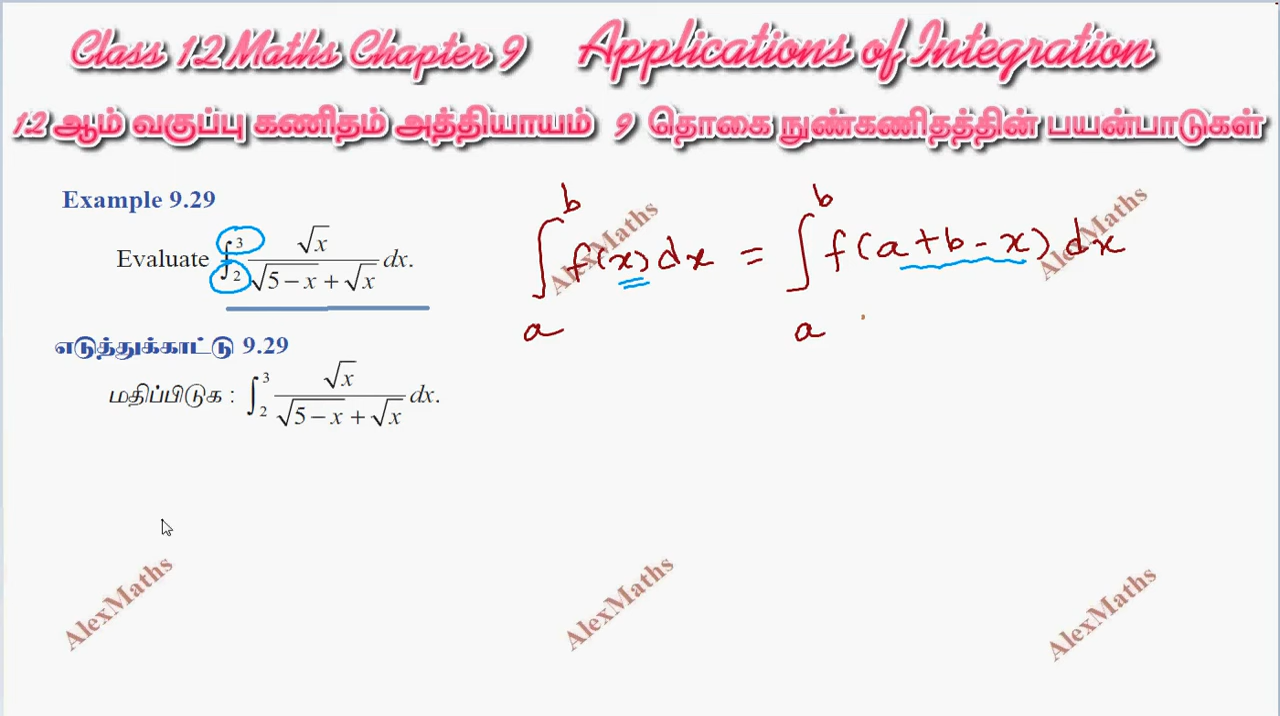 Class 12 Maths Chapter 9 Applications of Integration
12 ஆம் வகுப்பு கணிதம் அத்தியாயம் 9 தொகை நுண்கணிதத்தின் பயன்பாடுகள்
Example 9.29
Evaluate ∫₂³ √x / (√(5−x) + √x) dx.
∫ₐᵇ f(x) dx = ∫ₐᵇ f(a+b−x) dx
எடுத்துக்காட்டு 9.29
மதிப்பிடுக : ∫₂³ √x / (√(5−x) + √x) dx.
AlexMaths
AlexMaths
AlexMaths
AlexMaths
AlexMaths